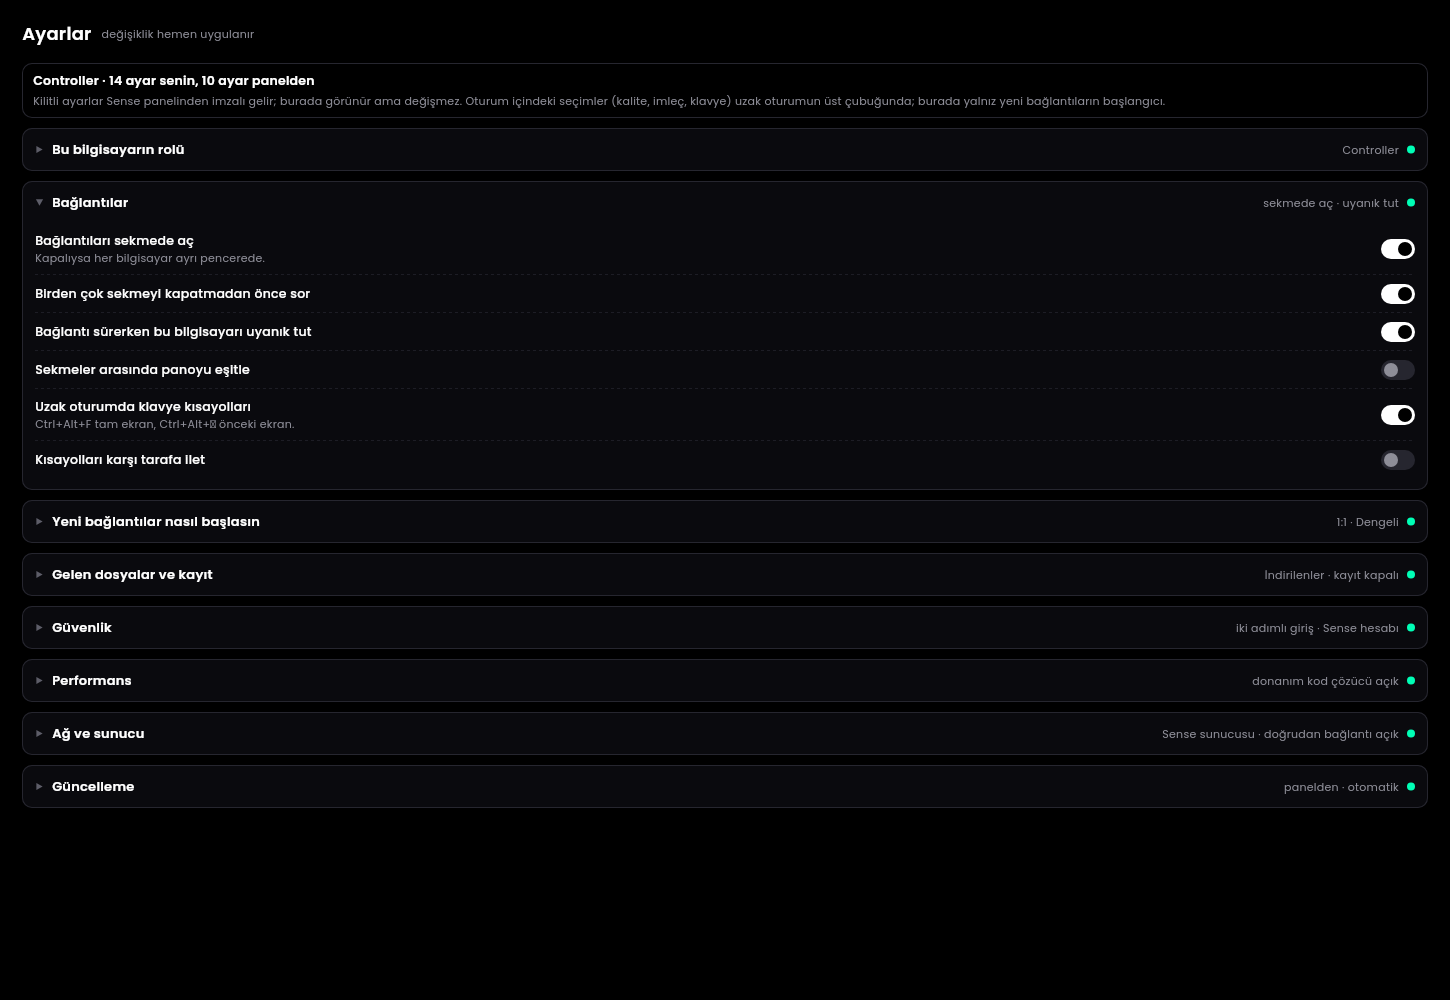 Ayarlar değişiklik hemen uygulanır
Controller · 14 ayar senin, 10 ayar panelden
Kilitli ayarlar Sense panelinden imzalı gelir; burada görünür ama değişmez. Oturum içindeki seçimler (kalite, imleç, klavye) uzak oturumun üst çubuğunda; burada yalnız yeni bağlantıların başlangıcı.
Bu bilgisayarın rolü Controller
Bağlantılar sekmede aç · uyanık tut
Bağlantıları sekmede aç
Kapalıysa her bilgisayar ayrı pencerede.
Birden çok sekmeyi kapatmadan önce sor
Bağlantı sürerken bu bilgisayarı uyanık tut
Sekmeler arasında panoyu eşitle
Uzak oturumda klavye kısayolları
Ctrl+Alt+F tam ekran, Ctrl+Alt+ önceki ekran.
Kısayolları karşı tarafa ilet
Yeni bağlantılar nasıl başlasın 1:1 · Dengeli
Gelen dosyalar ve kayıt İndirilenler · kayıt kapalı
Güvenlik iki adımlı giriş · Sense hesabı
Performans donanım kod çözücü açık
Ağ ve sunucu Sense sunucusu · doğrudan bağlantı açık
Güncelleme panelden · otomatik